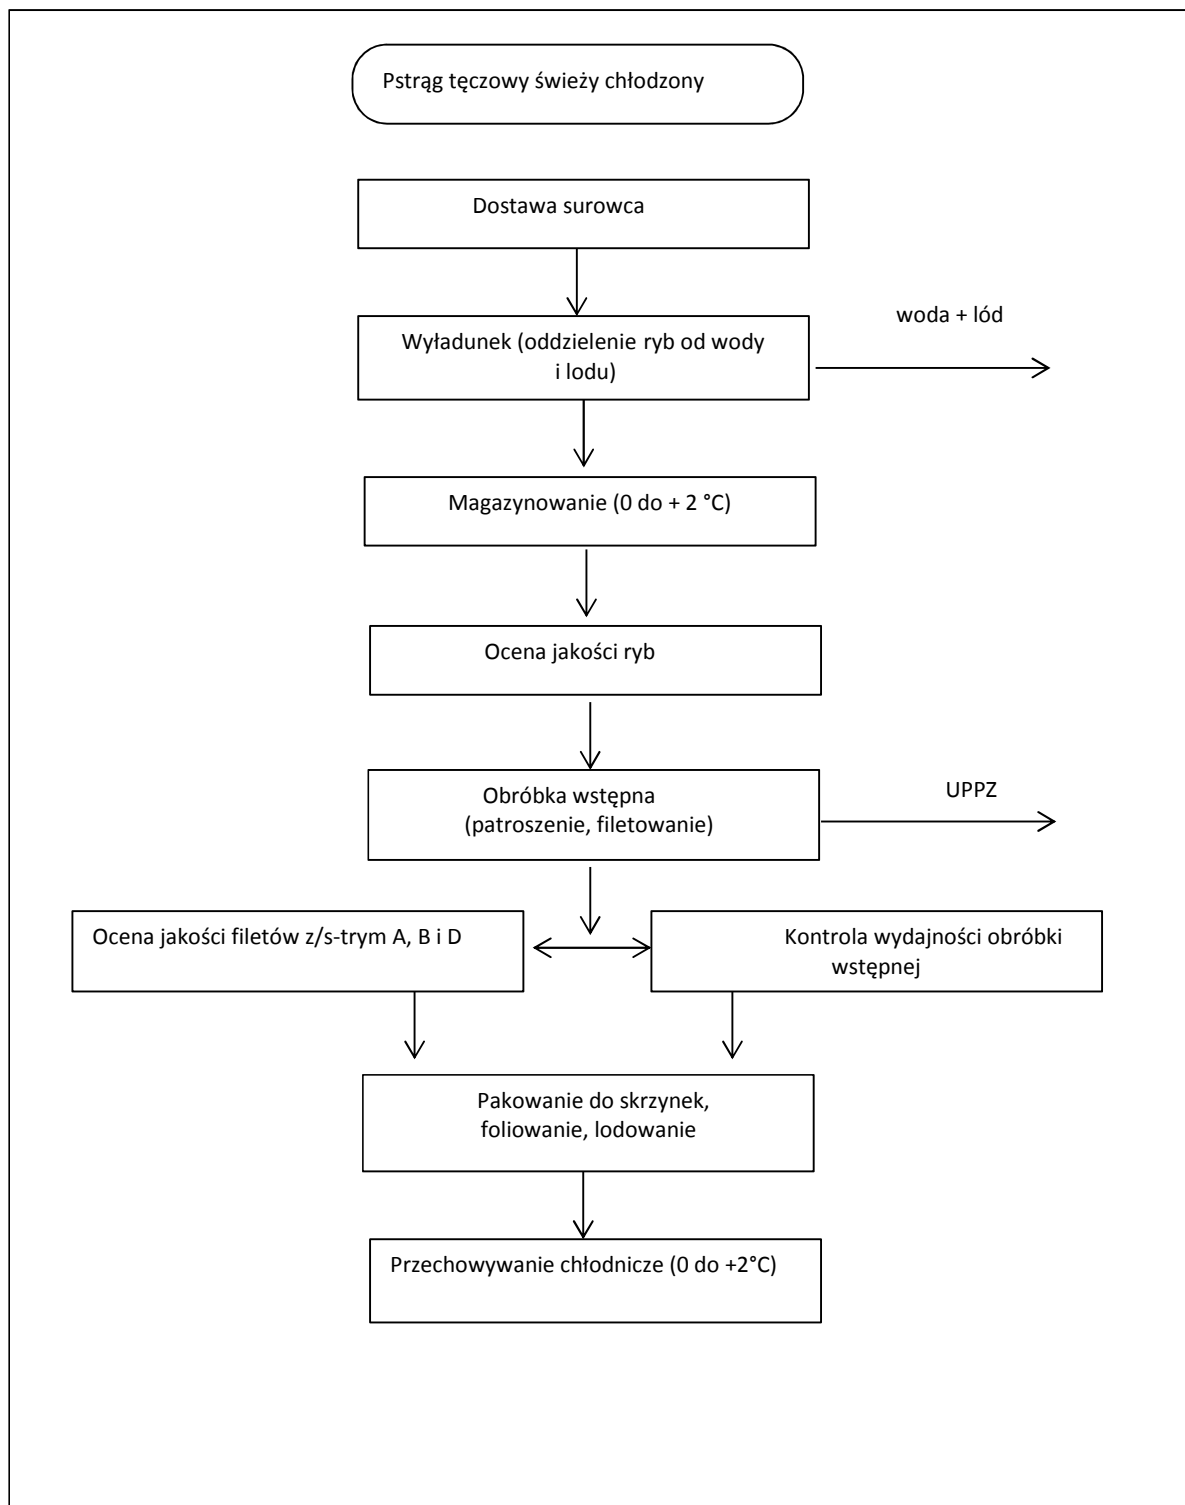 Pstrąg tęczowy świeży chłodzony
Dostawa surowca
Wyładunek (oddzielenie ryb od wody
i lodu)
woda + lód
Magazynowanie (0 do + 2 °C)
Ocena jakości ryb
Obróbka wstępna
(patroszenie, filetowanie)
UPPZ
Ocena jakości filetów z/s-trym A, B i D
Kontrola wydajności obróbki
wstępnej
Pakowanie do skrzynek,
foliowanie, lodowanie
Przechowywanie chłodnicze (0 do +2°C)